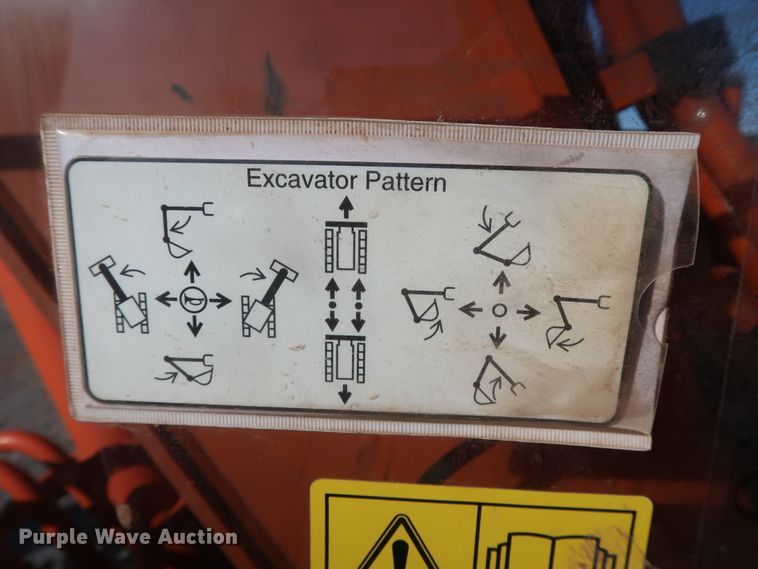 Excavator Pattern
Purple Wave Auction